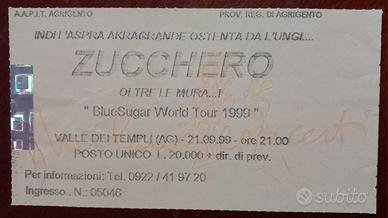 A.A.P.I.T. AGRIGENTO
PROV. REG. DI AGRIGENTO
INDI L'ASPRA AKRAGRANDE OSTENTA DA L'UNGI....
ZUCCHERO
OLTRE LE MURA...!
" BlueSugar World Tour 1999 "
VALLE DEI TEMPLI (AG) - 21.09.99 - ore 21.00
POSTO UNICO L. 20.000 + dir. di prev.
Per informazioni: Tel. 0922 / 41 97 20
Ingresso . N.: 05046
subito